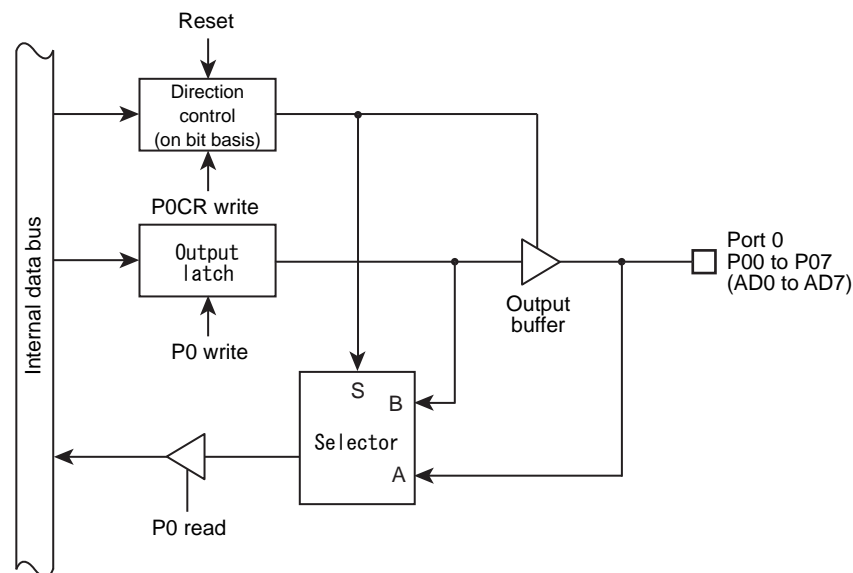 Reset
Direction
control
(on bit basis)
P0CR write
Output
latch
P0 write
Internal data bus
Output
buffer
Port 0
P00 to P07
(AD0 to AD7)
S
B
Selector
A
P0 read